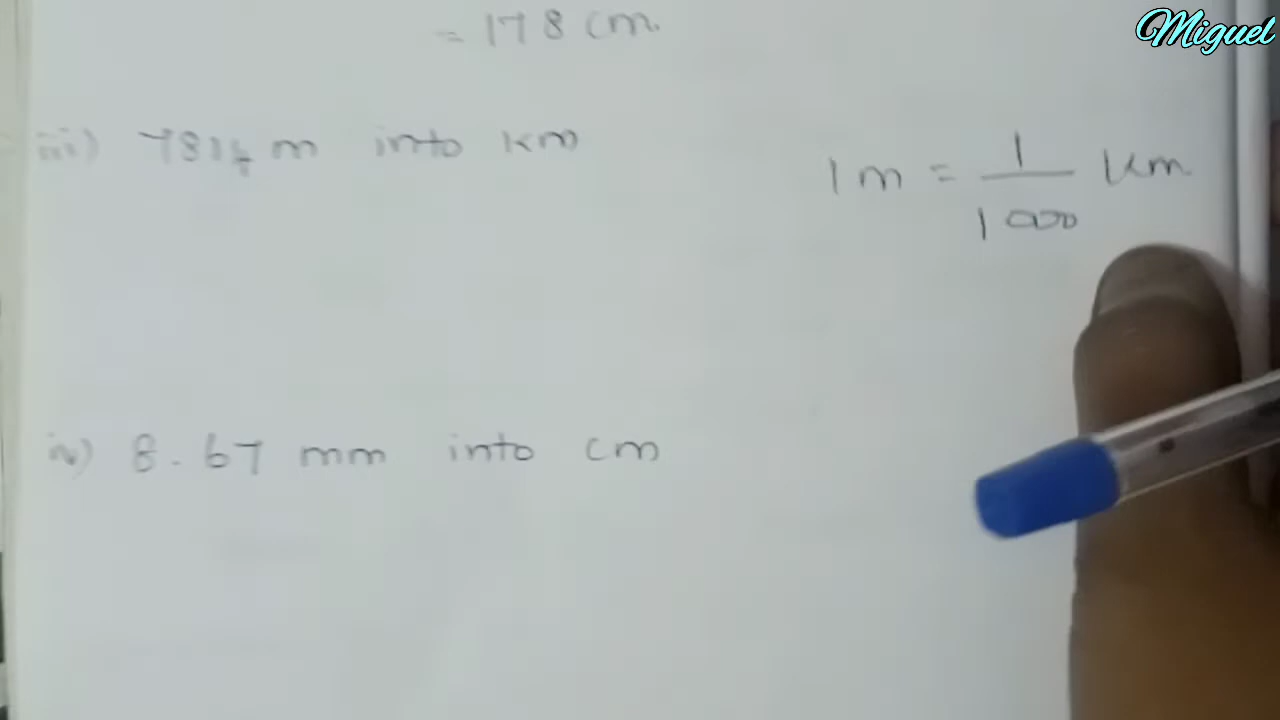 Miguel
= 178 cm.
iii) 7814 m into km
1 m = 1/1000 km
iv) 8.67 mm into cm